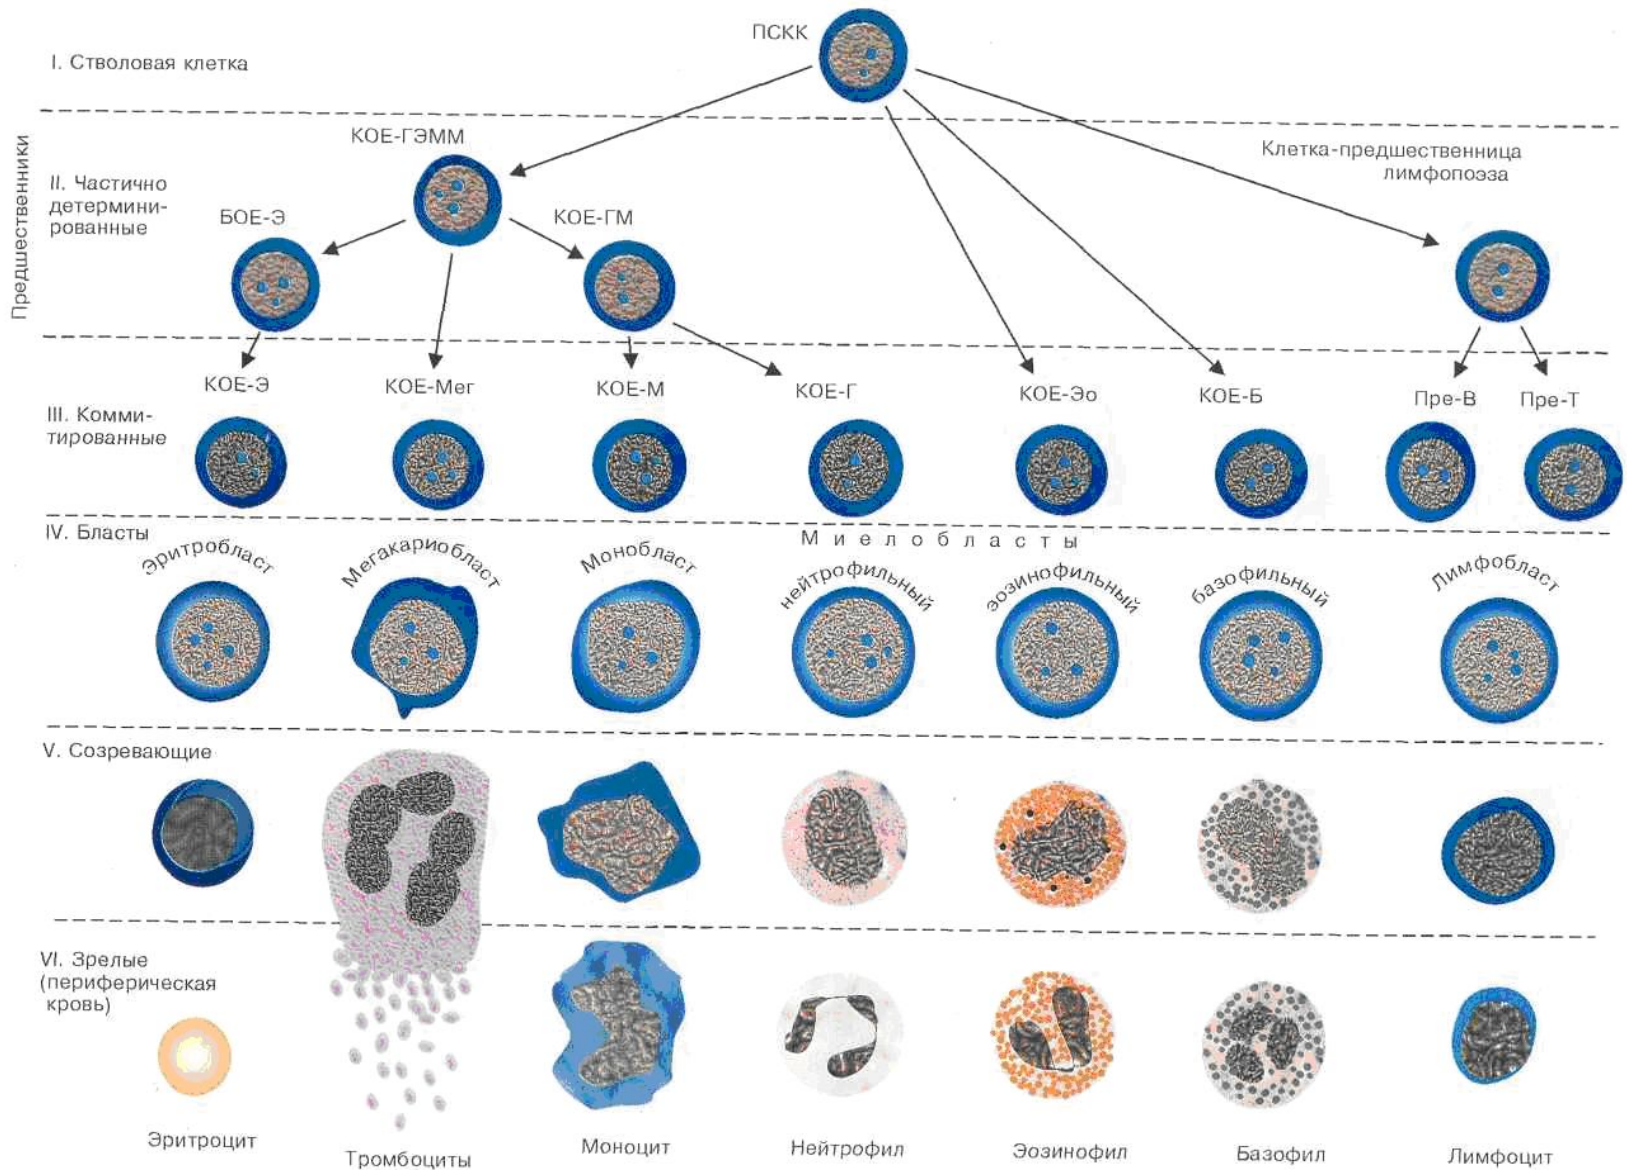 ПСКК
I. Стволовая клетка
Предшественники
КОЕ-ГЭММ
Клетка-предшественница
лимфопоэза
II. Частично
детермини-
рованные
БОЕ-Э
КОЕ-ГМ
КОЕ-Э
КОЕ-Мег
КОЕ-М
КОЕ-Г
КОЕ-Эо
КОЕ-Б
Пре-В
Пре-Т
III. Комми-
тированные
IV. Бласты
Миелобласты
Эритробласт
Мегакариобласт
Монобласт
нейтрофильный
эозинофильный
базофильный
Лимфобласт
V. Созревающие
VI. Зрелые
(периферическая
кровь)
Эритроцит
Тромбоциты
Моноцит
Нейтрофил
Эозинофил
Базофил
Лимфоцит